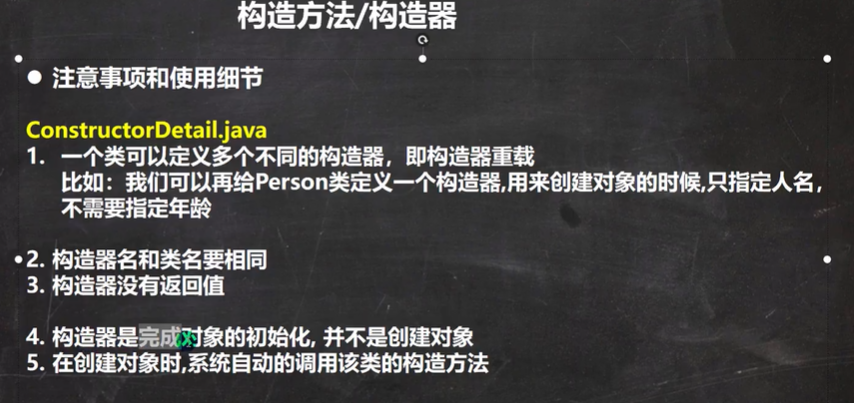 构造方法/构造器
● 注意事项和使用细节
ConstructorDetail.java
1. 一个类可以定义多个不同的构造器，即构造器重载
比如：我们可以再给Person类定义一个构造器,用来创建对象的时候,只指定人名，
不需要指定年龄
2. 构造器名和类名要相同
3. 构造器没有返回值
4. 构造器是完成对象的初始化, 并不是创建对象
5. 在创建对象时,系统自动的调用该类的构造方法